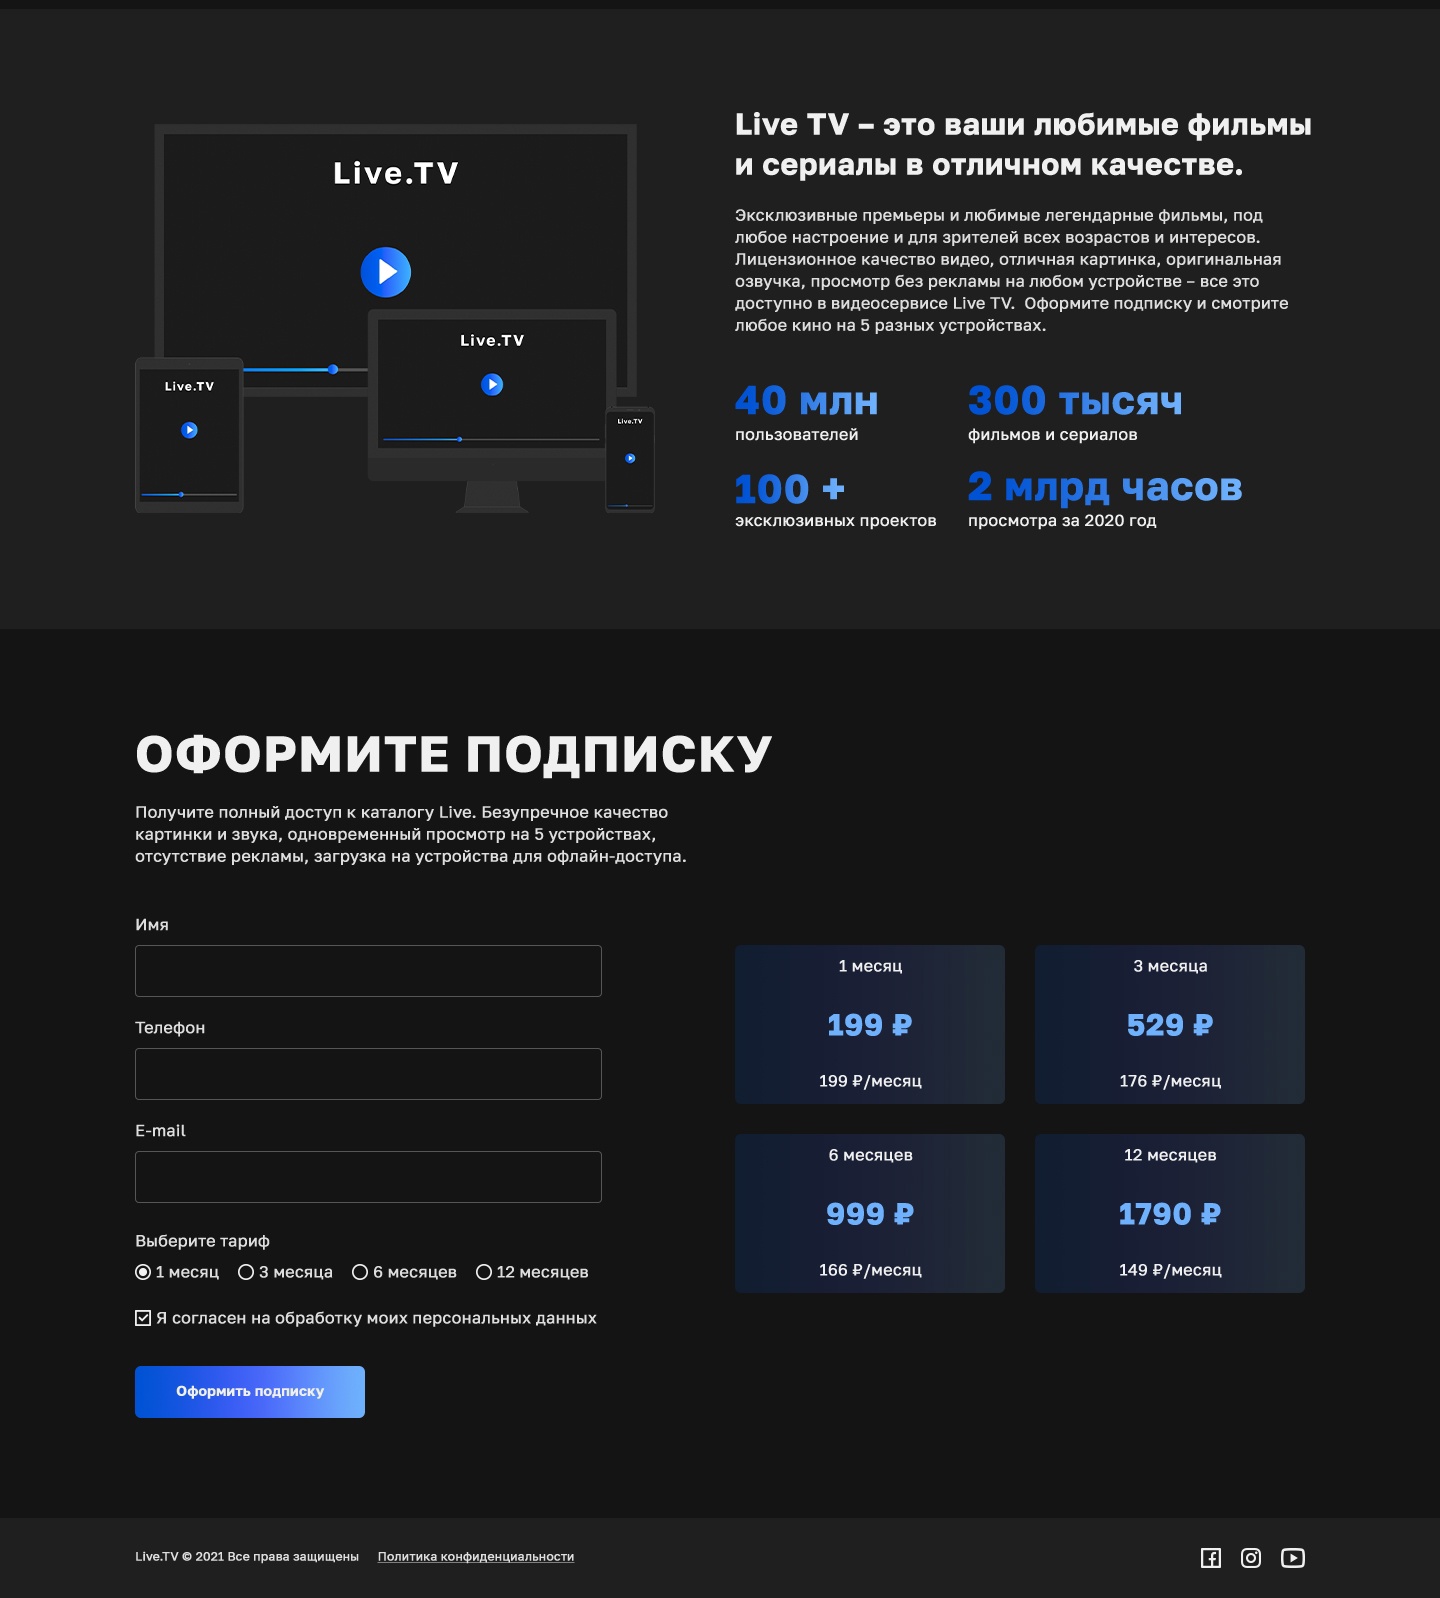 Live.TV
Live.TV
Live.TV
Live.TV
Live TV – это ваши любимые фильмы
и сериалы в отличном качестве.
Эксклюзивные премьеры и любимые легендарные фильмы, под
любое настроение и для зрителей всех возрастов и интересов.
Лицензионное качество видео, отличная картинка, оригинальная
озвучка, просмотр без рекламы на любом устройстве – все это
доступно в видеосервисе Live TV. Оформите подписку и смотрите
любое кино на 5 разных устройствах.
40 млн
пользователей
300 тысяч
фильмов и сериалов
100 +
эксклюзивных проектов
2 млрд часов
просмотра за 2020 год
ОФОРМИТЕ ПОДПИСКУ
Получите полный доступ к каталогу Live. Безупречное качество
картинки и звука, одновременный просмотр на 5 устройствах,
отсутствие рекламы, загрузка на устройства для офлайн-доступа.
Имя
Телефон
E-mail
Выберите тариф
1 месяц 3 месяца 6 месяцев 12 месяцев
Я согласен на обработку моих персональных данных
Оформить подписку
1 месяц
199 ₽
199 ₽/месяц
3 месяца
529 ₽
176 ₽/месяц
6 месяцев
999 ₽
166 ₽/месяц
12 месяцев
1790 ₽
149 ₽/месяц
Live.TV © 2021 Все права защищены Политика конфиденциальности